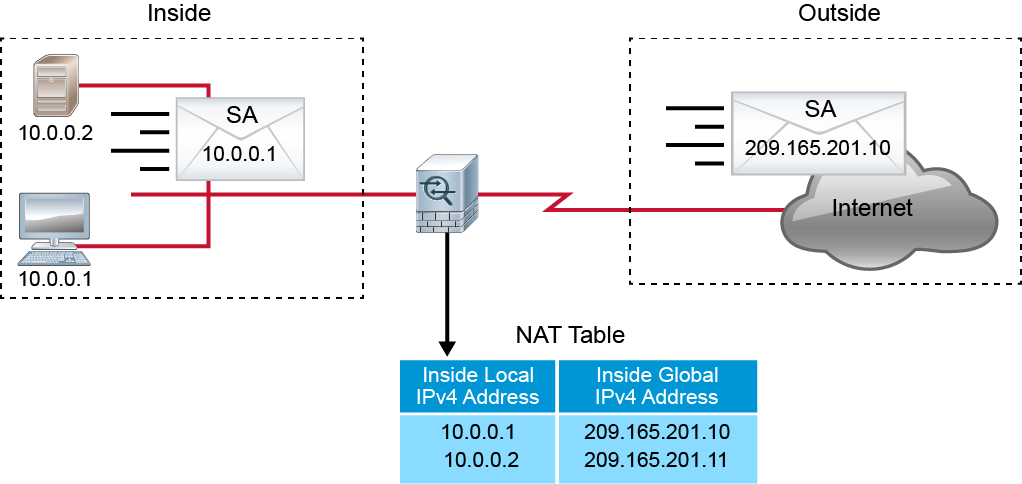 Inside
Outside
10.0.0.2
SA
10.0.0.1
10.0.0.1
SA
209.165.201.10
Internet
NAT Table
Inside Local
IPv4 Address
Inside Global
IPv4 Address
10.0.0.1
209.165.201.10
10.0.0.2
209.165.201.11